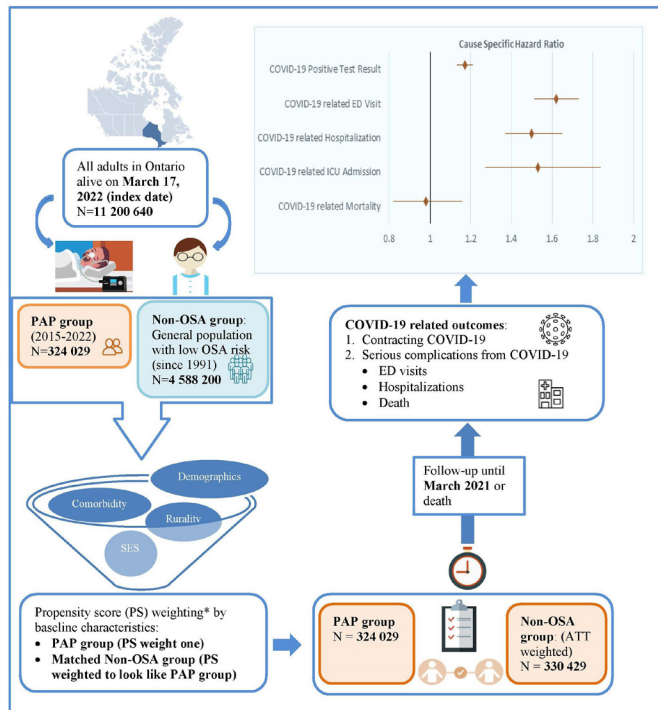 Cause Specific Hazard Ratio
COVID-19 Positive Test Result
COVID-19 related ED Visit
COVID-19 related Hospitalization
COVID-19 related ICU Admission
COVID-19 related Mortality
0.8 1 1.2 1.4 1.6 1.8 2
All adults in Ontario
alive on March 17,
2022 (index date)
N=11 200 640
PAP group
(2015-2022)
N=324 029
Non-OSA group:
General population
with low OSA risk
(since 1991)
N=4 588 200
Demographics
Comorbidity
Rurality
SES
Propensity score (PS) weighting* by
baseline characteristics:
• PAP group (PS weight one)
• Matched Non-OSA group (PS
weighted to look like PAP group)
PAP group
N = 324 029
Non-OSA
group: (ATT
weighted)
N = 330 429
Follow-up until
March 2021 or
death
COVID-19 related outcomes:
1. Contracting COVID-19
2. Serious complications from COVID-19
• ED visits
• Hospitalizations
• Death